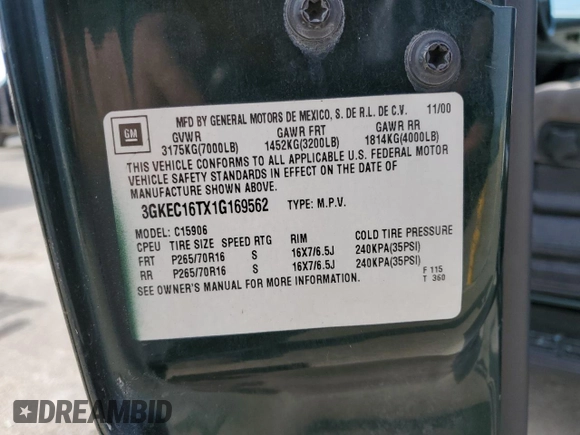 GM
MFD BY GENERAL MOTORS DE MEXICO, S. DE R.L. DE C.V. 11/00
GVWR GAWR FRT GAWR RR
3175KG(7000LB) 1452KG(3200LB) 1814KG(4000LB)
THIS VEHICLE CONFORMS TO ALL APPLICABLE U.S. FEDERAL MOTOR
VEHICLE SAFETY STANDARDS IN EFFECT ON THE DATE OF
MANUFACTURE SHOWN ABOVE.
3GKEC16TX1G169562 TYPE: M.P.V.
MODEL: C15906
CPEU TIRE SIZE SPEED RTG RIM COLD TIRE PRESSURE
FRT P265/70R16 S 16X7/6.5J 240KPA(35PSI)
RR P265/70R16 S 16X7/6.5J 240KPA(35PSI)
SEE OWNER'S MANUAL FOR MORE INFORMATION. F 115
T 360
DREAMBID